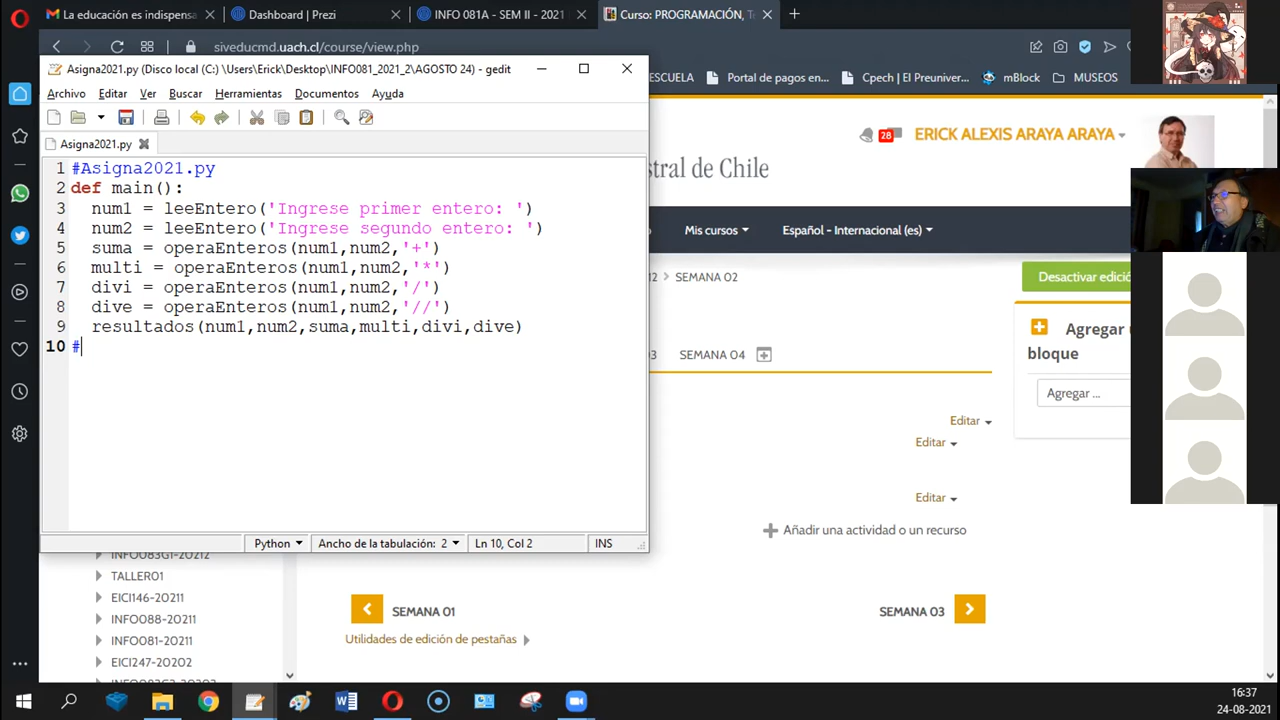 La educación es indispensa
Dashboard | Prezi
INFO 081A - SEM II - 2021
Curso: PROGRAMACIÓN, T
siveducmd.uach.cl/course/view.php
Asigna2021.py (Disco local (C:) \Users\Erick\Desktop\INFO081_2021_2\AGOSTO 24) - gedit
ESCUELA
Portal de pagos en...
Cpech | El Preuniver...
mBlock
MUSEOS
Archivo Editar Ver Buscar Herramientas Documentos Ayuda
Asigna2021.py
28
ERICK ALEXIS ARAYA ARAYA
1 #Asigna2021.py
2 def main():
3 num1 = leeEntero('Ingrese primer entero: ')
4 num2 = leeEntero('Ingrese segundo entero: ')
5 suma = operaEnteros(num1,num2,'+')
6 multi = operaEnteros(num1,num2,'*')
7 divi = operaEnteros(num1,num2,'/')
8 dive = operaEnteros(num1,num2,'//')
9 resultados(num1,num2,suma,multi,divi,dive)
10 #
Python
Ancho de la tabulación: 2
Ln 10, Col 2
INS
stral de Chile
Mis cursos
Español - Internacional (es)
12
SEMANA 02
Desactivar edició
03
SEMANA 04
Agregar u
bloque
Agregar ...
Editar
Editar
Editar
Añadir una actividad o un recurso
INFO083G1-20212
TALLER01
EICI146-20211
INFO088-20211
INFO081-20211
EICI247-20202
INFO083G2-20202
SEMANA 01
SEMANA 03
Utilidades de edición de pestañas
16:37
24-08-2021